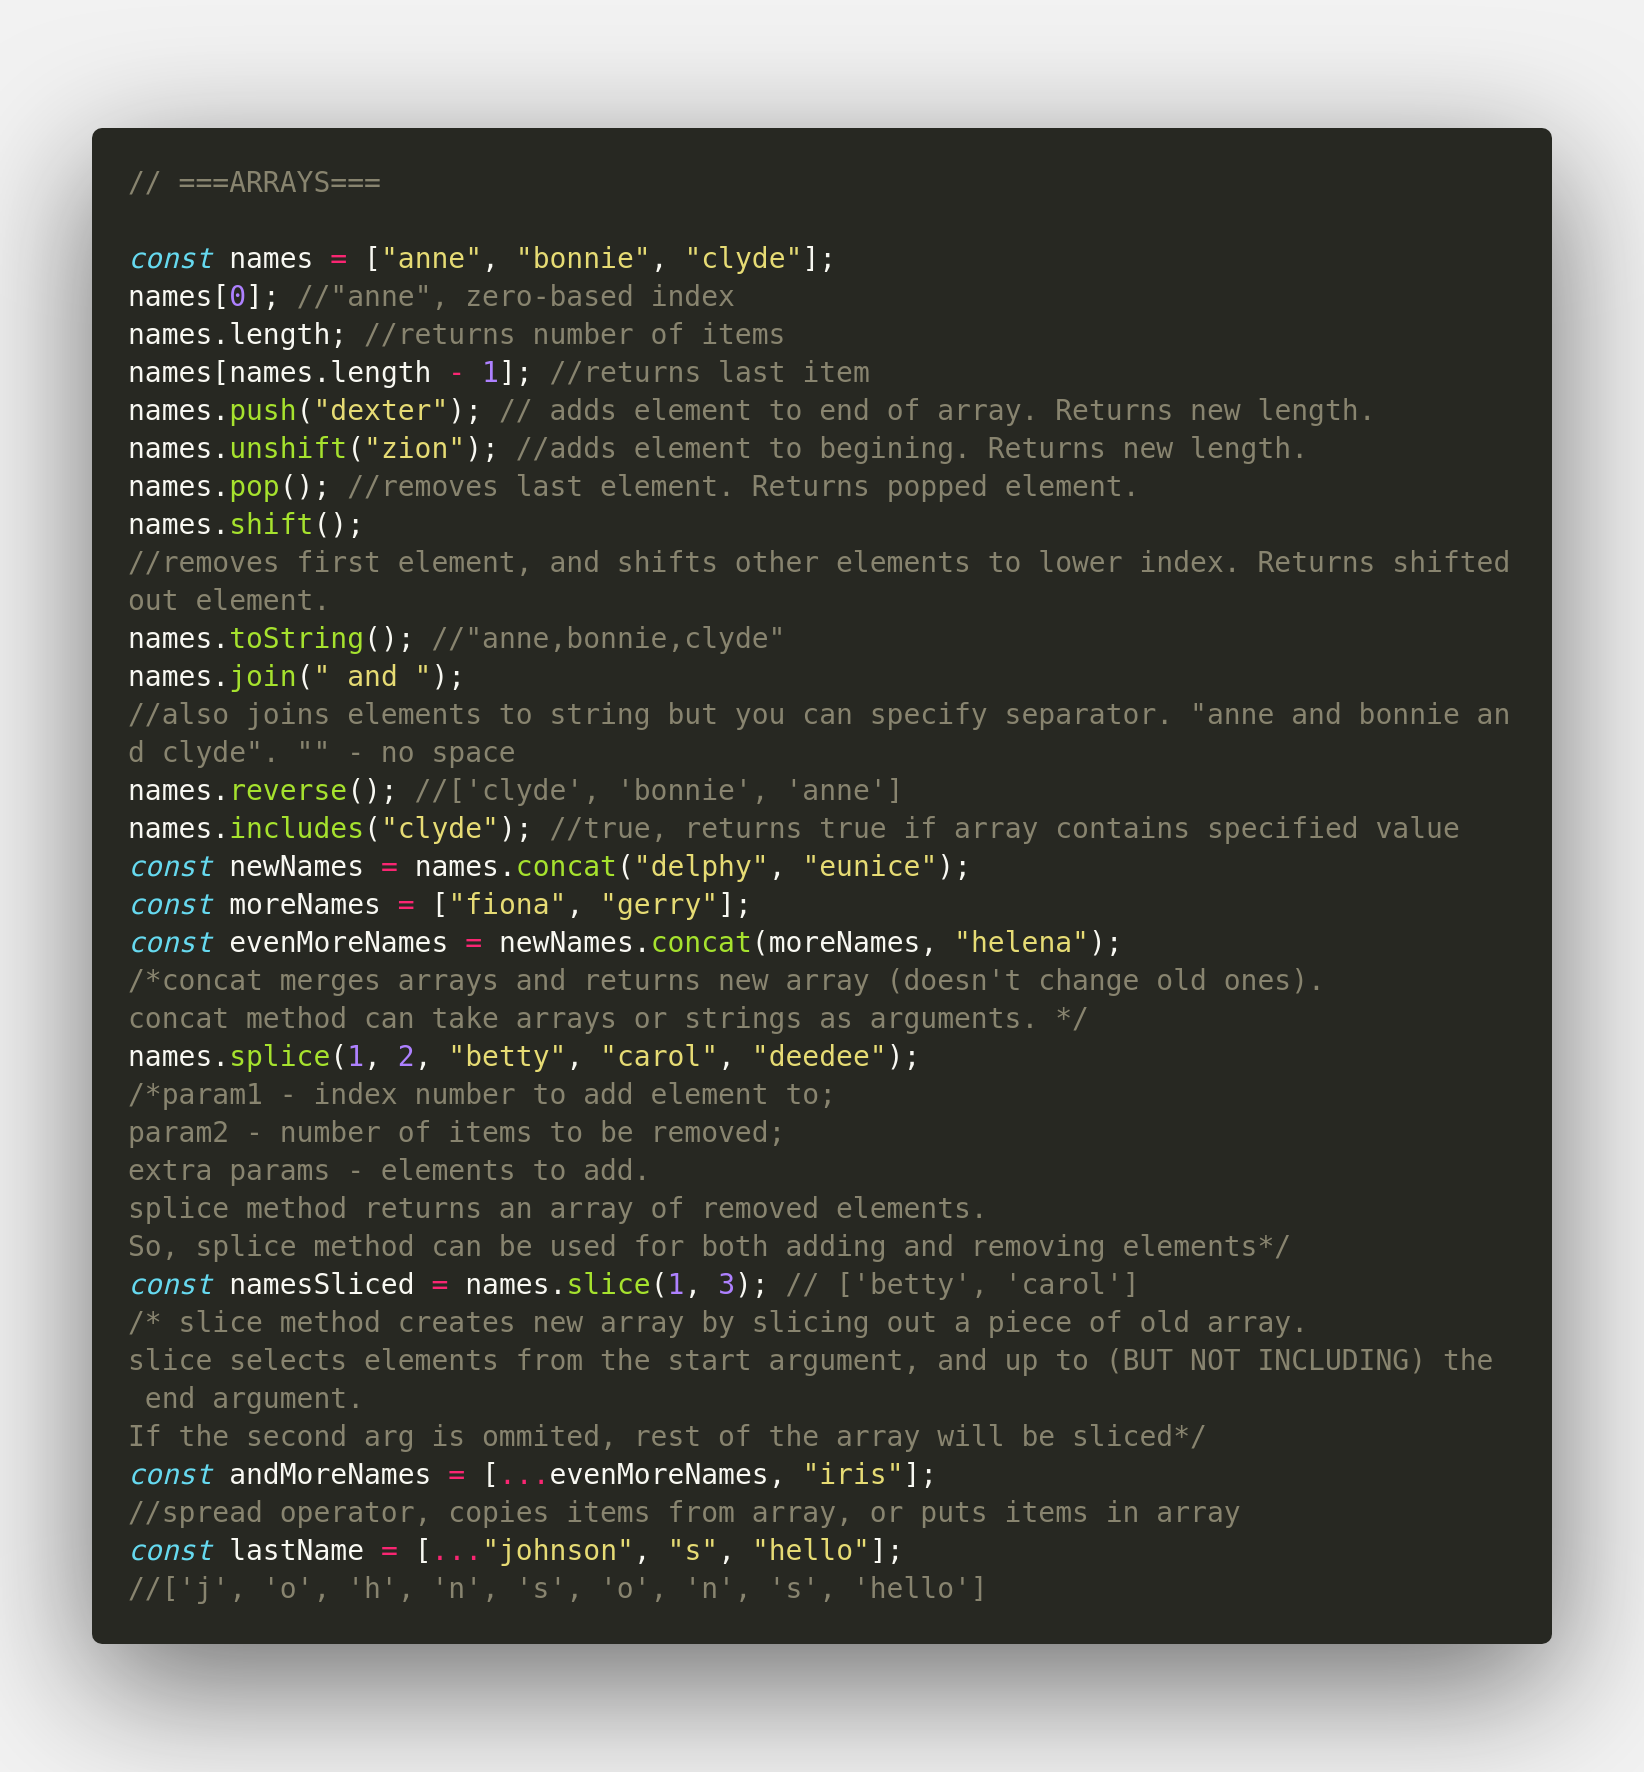 // ===ARRAYS===
const names = ["anne", "bonnie", "clyde"];
names[0]; //"anne", zero-based index
names.length; //returns number of items
names[names.length - 1]; //returns last item
names.push("dexter"); // adds element to end of array. Returns new length.
names.unshift("zion"); //adds element to begining. Returns new length.
names.pop(); //removes last element. Returns popped element.
names.shift();
//removes first element, and shifts other elements to lower index. Returns shifted
out element.
names.toString(); //"anne,bonnie,clyde"
names.join(" and ");
//also joins elements to string but you can specify separator. "anne and bonnie an
d clyde". "" - no space
names.reverse(); //['clyde', 'bonnie', 'anne']
names.includes("clyde"); //true, returns true if array contains specified value
const newNames = names.concat("delphy", "eunice");
const moreNames = ["fiona", "gerry"];
const evenMoreNames = newNames.concat(moreNames, "helena");
/*concat merges arrays and returns new array (doesn't change old ones).
concat method can take arrays or strings as arguments. */
names.splice(1, 2, "betty", "carol", "deedee");
/*param1 - index number to add element to;
param2 - number of items to be removed;
extra params - elements to add.
splice method returns an array of removed elements.
So, splice method can be used for both adding and removing elements*/
const namesSliced = names.slice(1, 3); // ['betty', 'carol']
/* slice method creates new array by slicing out a piece of old array.
slice selects elements from the start argument, and up to (BUT NOT INCLUDING) the
 end argument.
If the second arg is ommited, rest of the array will be sliced*/
const andMoreNames = [...evenMoreNames, "iris"];
//spread operator, copies items from array, or puts items in array
const lastName = [..."johnson", "s", "hello"];
//['j', 'o', 'h', 'n', 's', 'o', 'n', 's', 'hello']